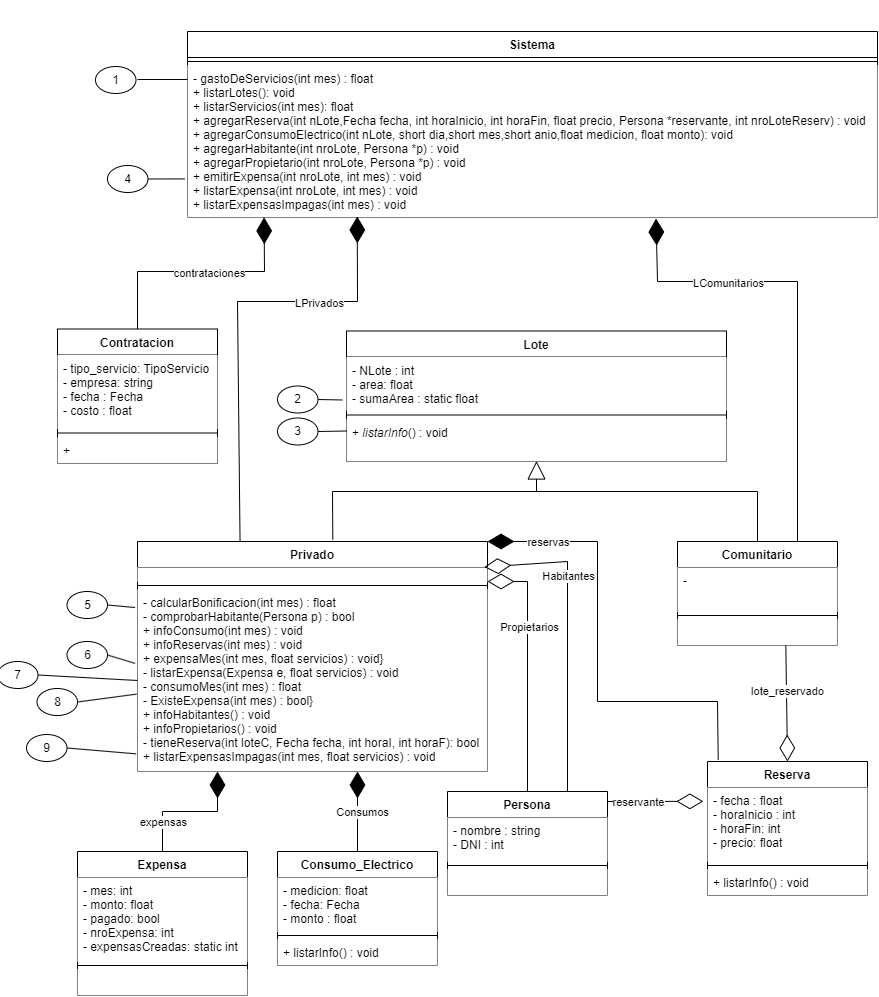 Sistema
1
- gastoDeServicios(int mes) : float
+ listarLotes(): void
+ listarServicios(int mes): float
+ agregarReserva(int nLote,Fecha fecha, int horaInicio, int horaFin, float precio, Persona *reservante, int nroLoteReserv) : void
+ agregarConsumoElectrico(int nLote, short dia,short mes,short anio,float medicion, float monto): void
+ agregarHabitante(int nroLote, Persona *p) : void
+ agregarPropietario(int nroLote, Persona *p) : void
4
+ emitirExpensa(int nroLote, int mes) : void
+ listarExpensa(int nroLote, int mes) : void
+ listarExpensasImpagas(int mes) : void
contrataciones
LPrivados
LComunitarios
Contratacion
- tipo_servicio: TipoServicio
- empresa: string
- fecha : Fecha
- costo : float
+
Lote
- NLote : int
- area: float
2
- sumaArea : static float
3
+ listarInfo() : void
Privado
5
- calcularBonificacion(int mes) : float
- comprobarHabitante(Persona p) : bool
+ infoConsumo(int mes) : void
+ infoReservas(int mes) : void
6
+ expensaMes(int mes, float servicios) : void}
7
- listarExpensa(Expensa e, float servicios) : void
- consumoMes(int mes) : float
8
- ExisteExpensa(int mes) : bool}
+ infoHabitantes() : void
+ infoPropietarios() : void
- tieneReserva(int loteC, Fecha fecha, int horaI, int horaF): bool
9
+ listarExpensasImpagas(int mes, float servicios) : void
reservas
Habitantes
Propietarios
Comunitario
-
lote_reservado
expensas
Consumos
reservante
Expensa
- mes: int
- monto: float
- pagado: bool
- nroExpensa: int
- expensasCreadas: static int
Consumo_Electrico
- medicion: float
- fecha: Fecha
- monto : float
+ listarInfo() : void
Persona
- nombre : string
- DNI : int
Reserva
- fecha : float
- horaInicio : int
- horaFin: int
- precio: float
+ listarInfo() : void